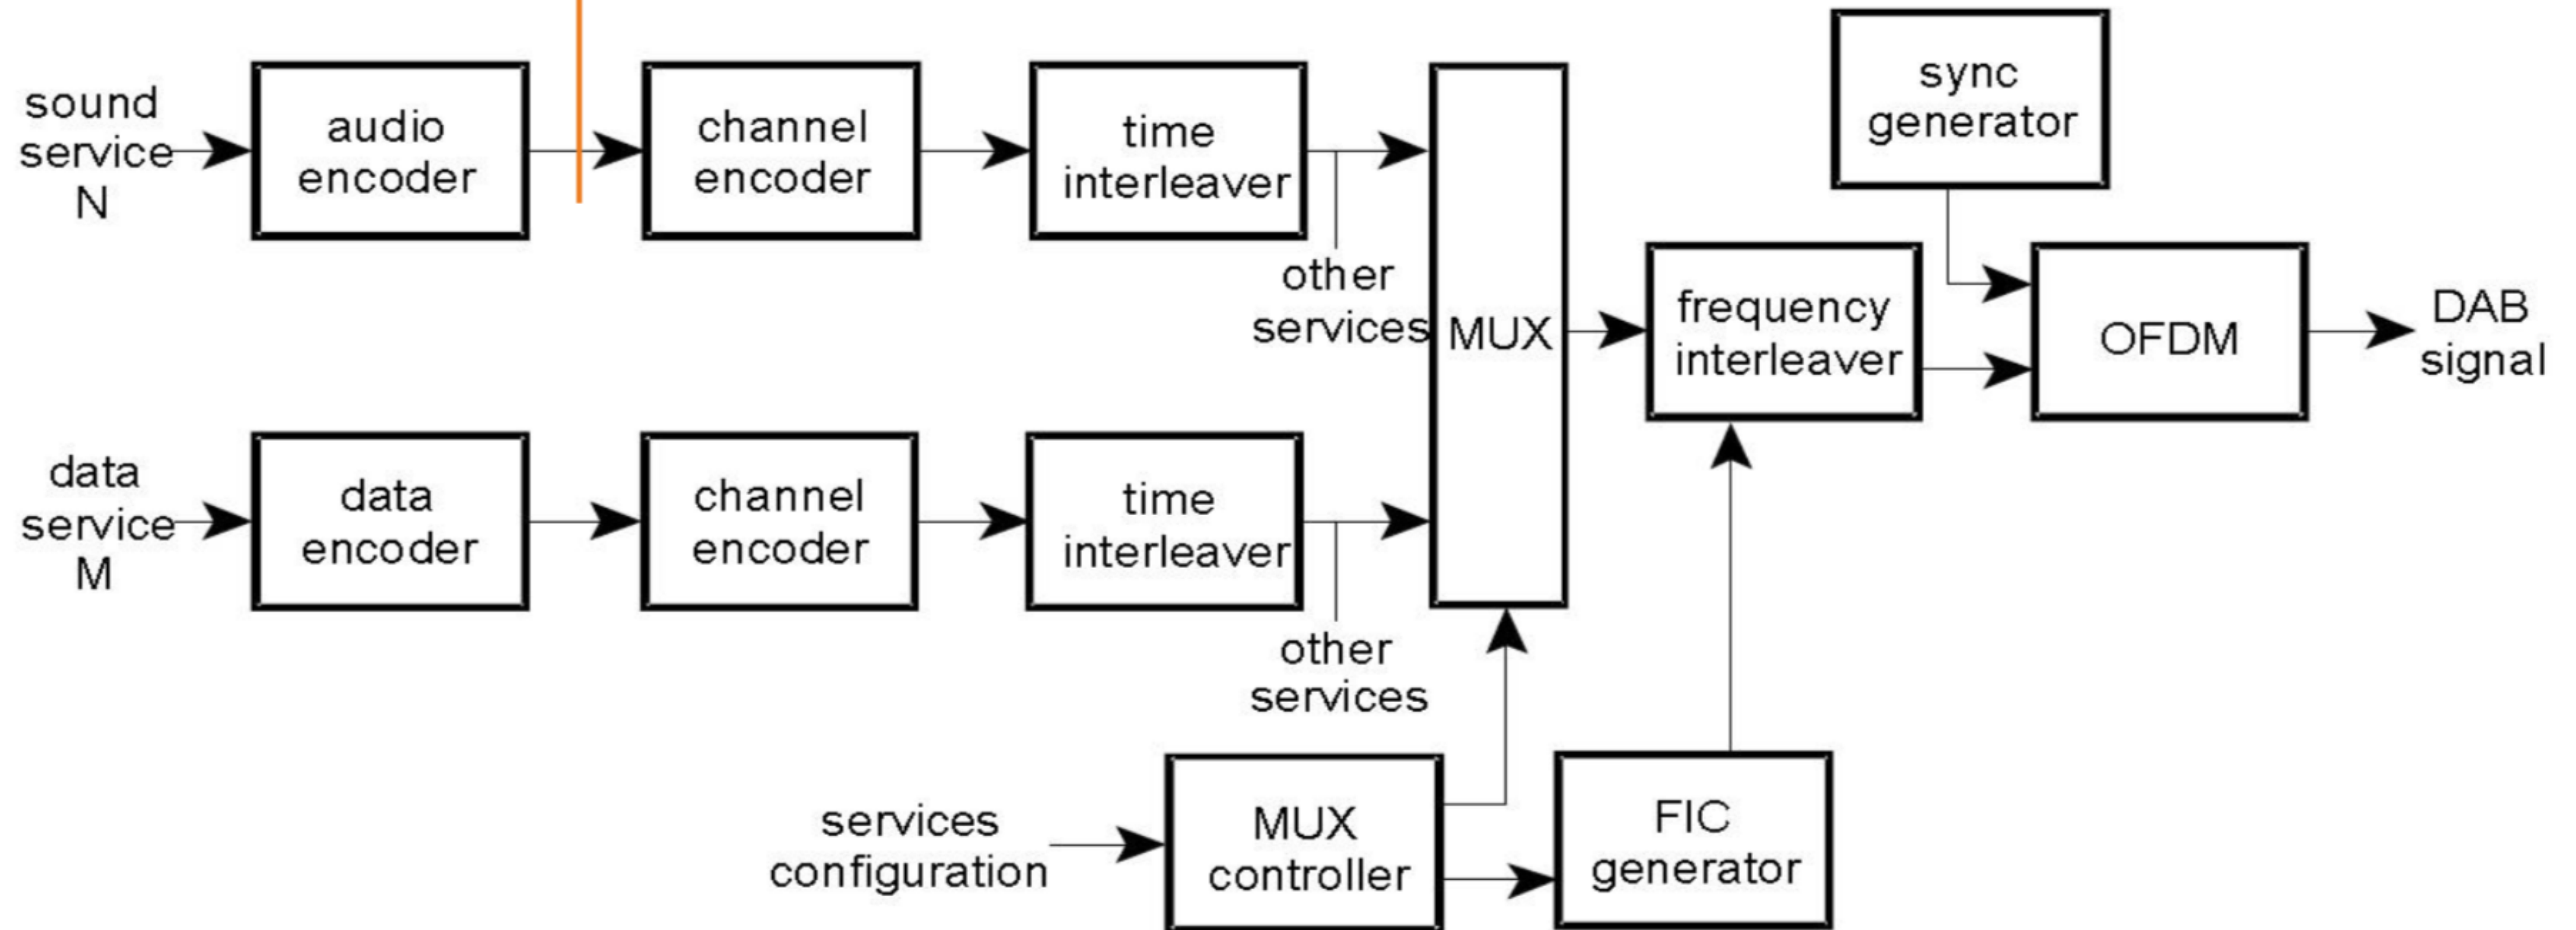 sound
service
N
audio
encoder
channel
encoder
time
interleaver
other
services
MUX
sync
generator
frequency
interleaver
OFDM
DAB
signal
data
service
M
data
encoder
channel
encoder
time
interleaver
other
services
services
configuration
MUX
controller
FIC
generator